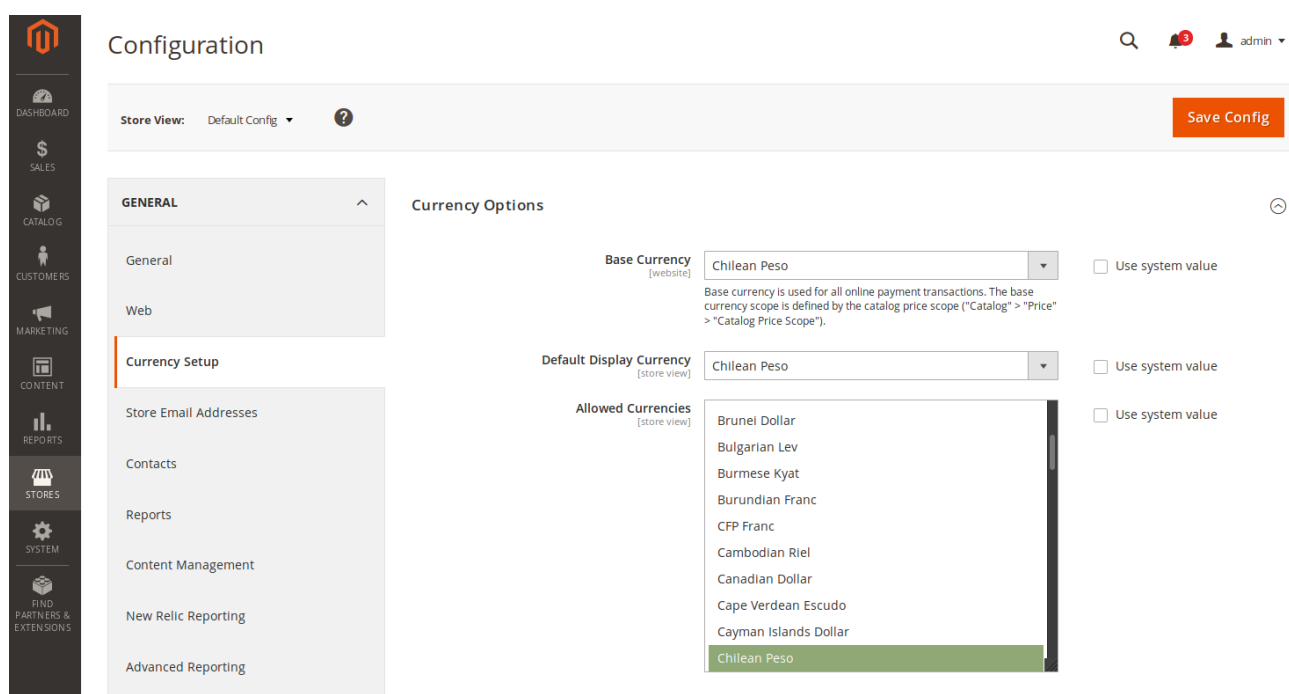 Configuration
3
admin
DASHBOARD
SALES
CATALOG
CUSTOMERS
MARKETING
CONTENT
REPORTS
STORES
SYSTEM
FIND
PARTNERS &
EXTENSIONS
Store View: Default Config ?
Save Config
GENERAL
General
Web
Currency Setup
Store Email Addresses
Contacts
Reports
Content Management
New Relic Reporting
Advanced Reporting
Currency Options
Base Currency
[website]
Chilean Peso
Use system value
Base currency is used for all online payment transactions. The base
currency scope is defined by the catalog price scope ("Catalog" > "Price"
> "Catalog Price Scope").
Default Display Currency
[store view]
Chilean Peso
Use system value
Allowed Currencies
[store view]
Brunei Dollar
Bulgarian Lev
Burmese Kyat
Burundian Franc
CFP Franc
Cambodian Riel
Canadian Dollar
Cape Verdean Escudo
Cayman Islands Dollar
Chilean Peso
Use system value